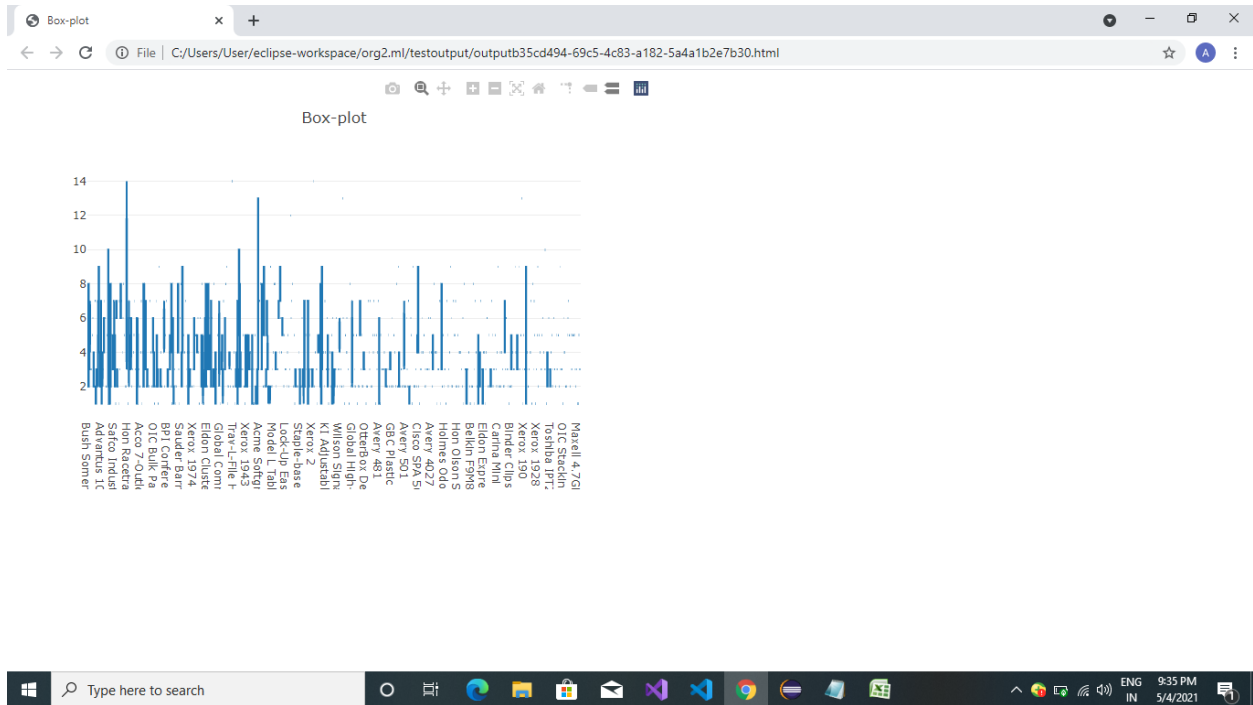 Box-plot
File
C:/Users/User/eclipse-workspace/org2.ml/testoutput/outputb35cd494-69c5-4c83-a182-5a4a1b2e7b30.html
A
Box-plot
14
12
10
8
6
4
2
Bush Somer
Advantus 10
Safco Indust
Hon Racetra
Acco 7-Outle
OIC Bulk Pa
BPI Confere
Sauder Barr
Xerox 1974
Eldon Cluste
Global Comm
Trav-L-File H
Xerox 1943
Acme Softgr
Model L Tabl
Lock-Up Eas
Staple-base
Xerox 2
KI Adjustabl
Wilson Signa
Global High-
OtterBox De
Avery 481
GBC Plastic
Avery 501
Cisco SPA 5
Avery 4027
Holmes Odo
Hon Olson S
Belkin F9M8
Eldon Expre
Carina Mini
Binder Clips
Xerox 190
Xerox 1928
Toshiba IPT2
OIC Stackin
Maxell 4.7G
Type here to search
ENG
IN
9:35 PM
5/4/2021
1